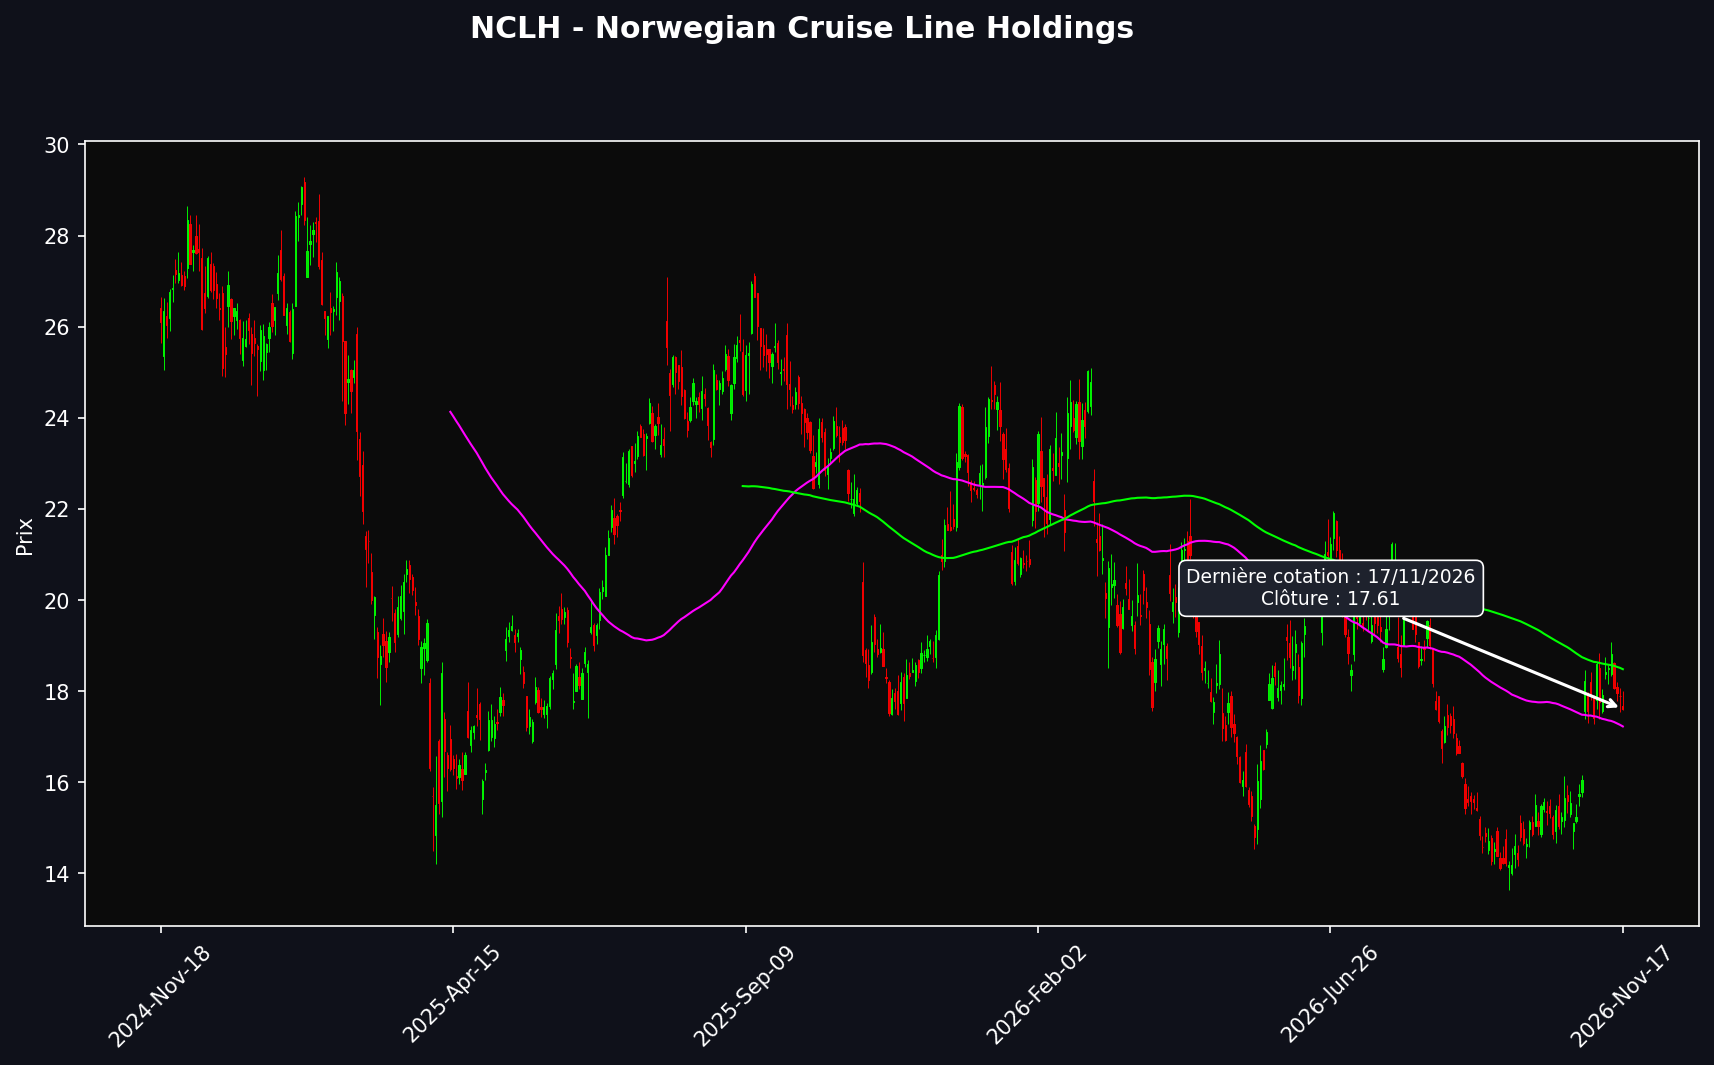 NCLH - Norwegian Cruise Line Holdings
Prix
30
28
26
24
22
20
18
16
14
Dernière cotation : 17/11/2026
Clôture : 17.61
2024-Nov-18
2025-Apr-15
2025-Sep-09
2026-Feb-02
2026-Jun-26
2026-Nov-17